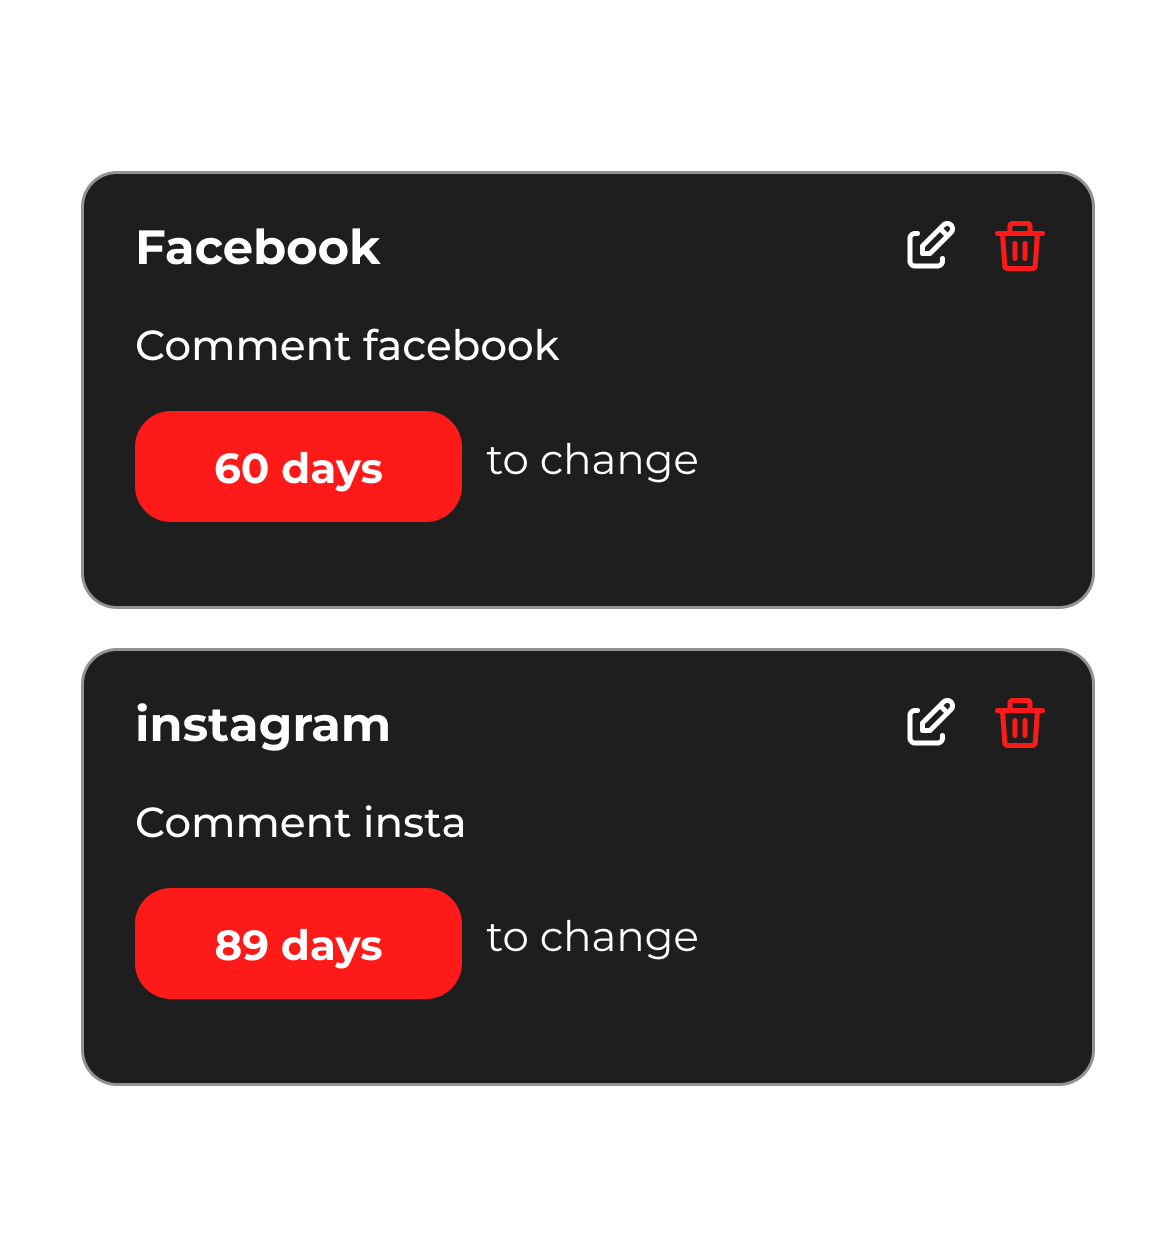 Facebook
Comment facebook
60 days to change
instagram
Comment insta
89 days to change